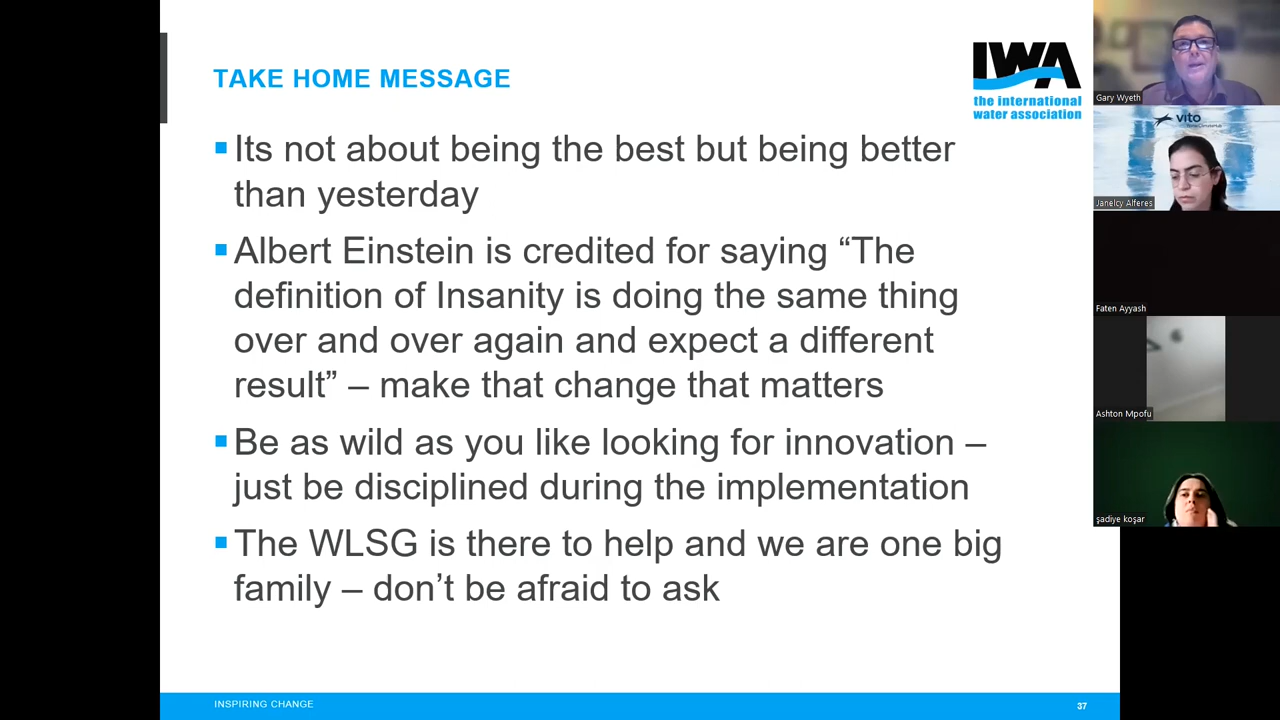 TAKE HOME MESSAGE
IWA
the international
water association
Its not about being the best but being better
than yesterday
Albert Einstein is credited for saying “The
definition of Insanity is doing the same thing
over and over again and expect a different
result” – make that change that matters
Be as wild as you like looking for innovation –
just be disciplined during the implementation
The WLSG is there to help and we are one big
family – don’t be afraid to ask
INSPIRING CHANGE
37
Gary Wyeth
vito
Janelcy Alferes
Faten Ayyash
Ashton Mpofu
şadiye koşar